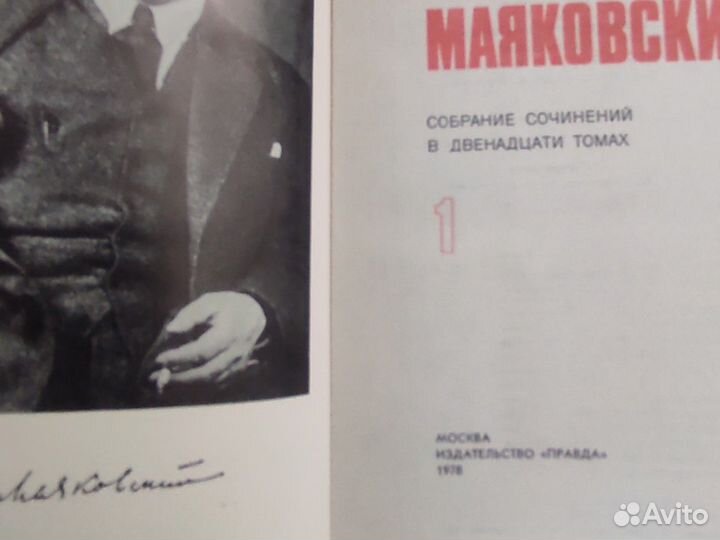 МАЯКОВСКИ
СОБРАНИЕ СОЧИНЕНИЙ
В ДВЕНАДЦАТИ ТОМАХ
1
МОСКВА
ИЗДАТЕЛЬСТВО «ПРАВДА»
1978
Маяковский
Avito